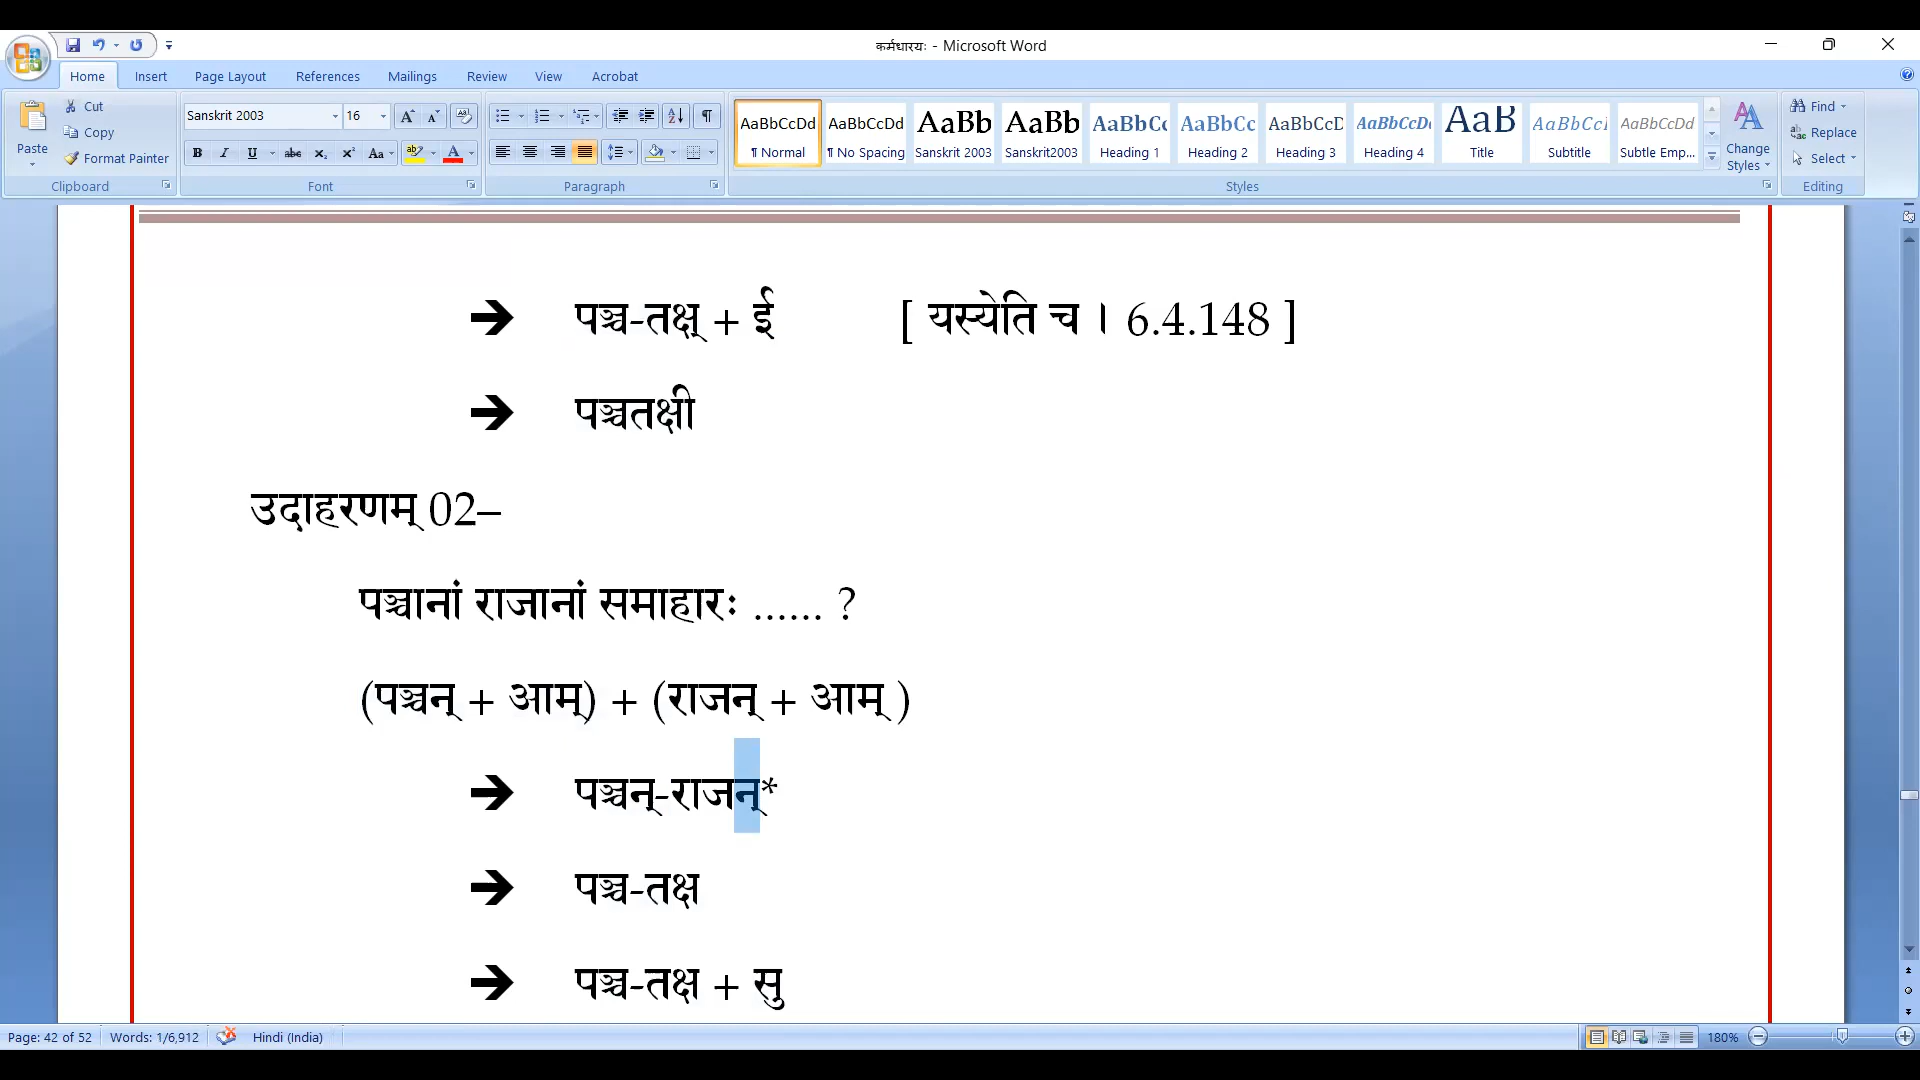 कर्मधारयः - Microsoft Word
Home Insert Page Layout References Mailings Review View Acrobat
Paste
Cut
Copy
Format Painter
Clipboard
Sanskrit 2003 16
Font
Paragraph
AaBbCcDd AaBbCcDd AaBb AaBb AaBbCc AaBbCc AaBbCcD AaBbCcD AaB AaBbCcI AaBbCcDd
¶ Normal ¶ No Spacing Sanskrit 2003 Sanskrit2003 Heading 1 Heading 2 Heading 3 Heading 4 Title Subtitle Subtle Emp...
Change Styles
Styles
Find
Replace
Select
Editing
➔ पञ्च-तक्ष् + ई [ यस्येति च । 6.4.148 ]
➔ पञ्चतक्षी
उदाहरणम् 02–
पञ्चानां राजानां समाहारः ...... ?
(पञ्चन् + आम्) + (राजन् + आम् )
➔ पञ्चन्-राजन्*
➔ पञ्च-तक्ष
➔ पञ्च-तक्ष + सु
Page: 42 of 52 Words: 1/6,912 Hindi (India) 180%